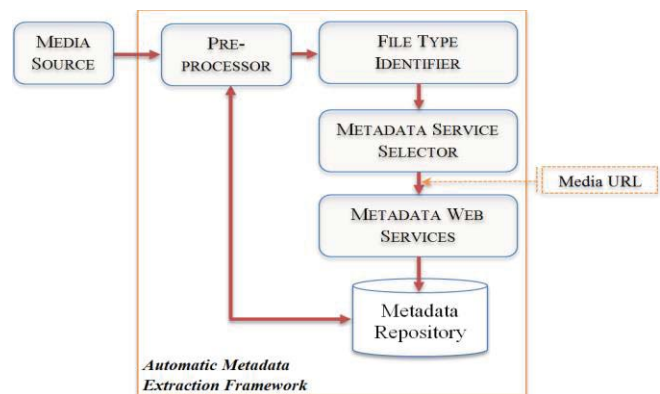 MEDIA
SOURCE
PRE-
PROCESSOR
FILE TYPE
IDENTIFIER
METADATA SERVICE
SELECTOR
Media URL
METADATA WEB
SERVICES
Metadata
Repository
Automatic Metadata
Extraction Framework